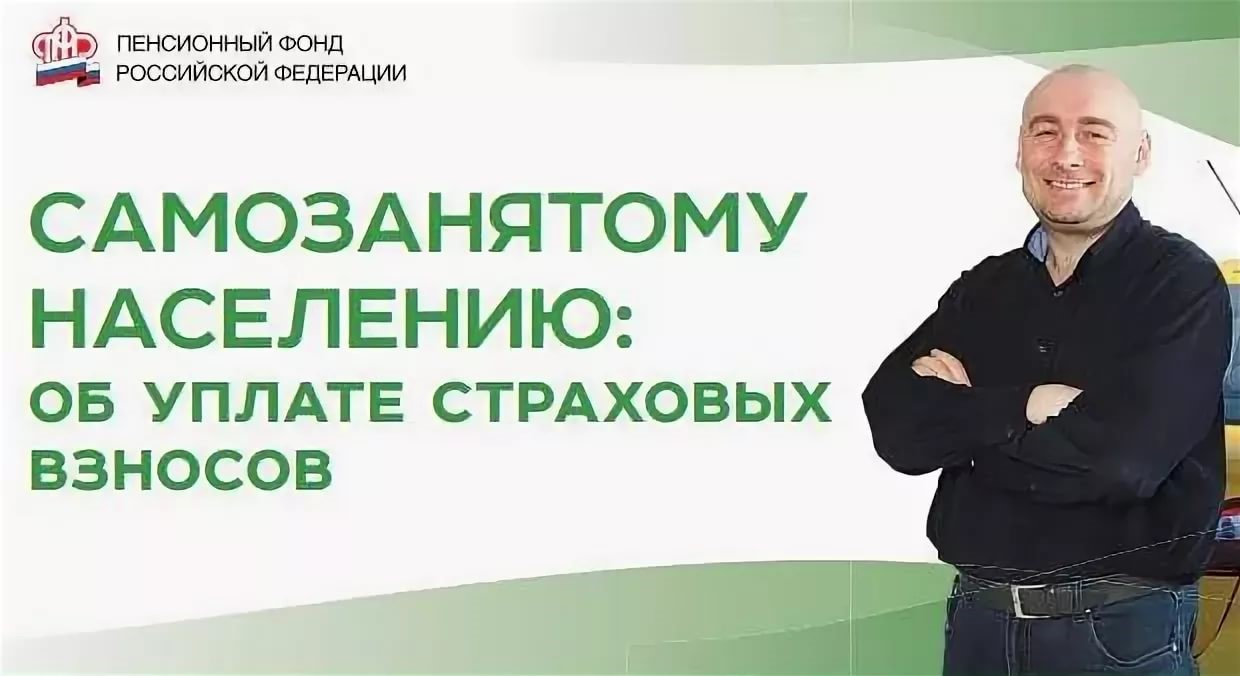 ПЕНСИОННЫЙ ФОНД
РОССИЙСКОЙ ФЕДЕРАЦИИ
САМОЗАНЯТОМУ
НАСЕЛЕНИЮ:
ОБ УПЛАТЕ СТРАХОВЫХ
ВЗНОСОВ